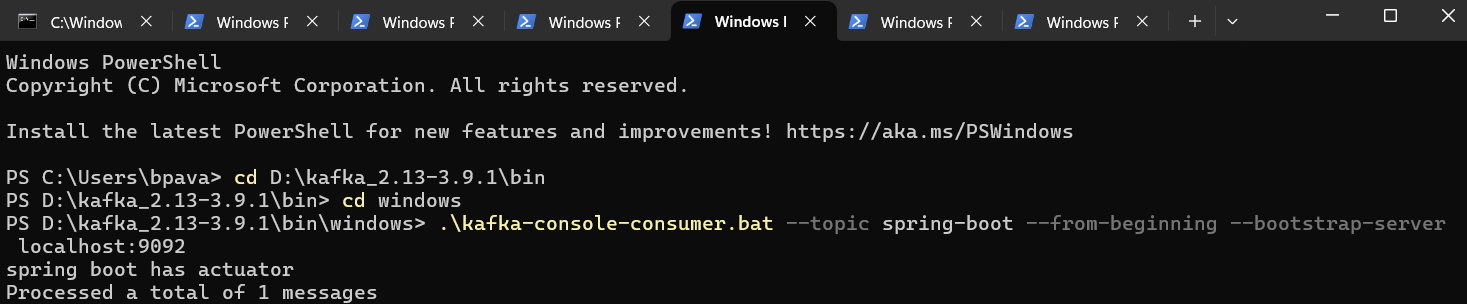 C:\Window Windows F Windows F Windows F Windows I Windows F Windows F
Windows PowerShell
Copyright (C) Microsoft Corporation. All rights reserved.
Install the latest PowerShell for new features and improvements! https://aka.ms/PSWindows
PS C:\Users\bpava> cd D:\kafka_2.13-3.9.1\bin
PS D:\kafka_2.13-3.9.1\bin> cd windows
PS D:\kafka_2.13-3.9.1\bin\windows> .\kafka-console-consumer.bat --topic spring-boot --from-beginning --bootstrap-server
localhost:9092
spring boot has actuator
Processed a total of 1 messages